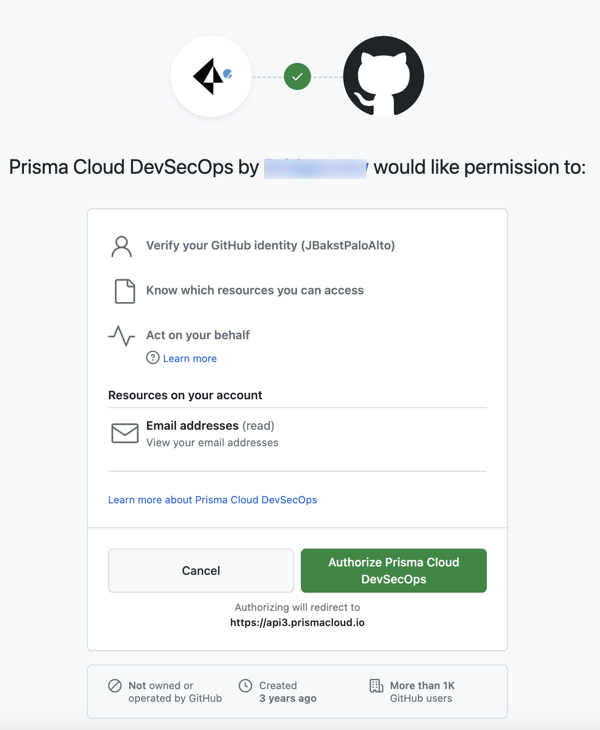 Prisma Cloud DevSecOps by would like permission to:
Verify your GitHub identity (JBakstPaloAlto)
Know which resources you can access
Act on your behalf
Learn more
Resources on your account
Email addresses (read)
View your email addresses
Learn more about Prisma Cloud DevSecOps
Cancel
Authorize Prisma Cloud
DevSecOps
Authorizing will redirect to
https://api3.prismacloud.io
Not owned or
operated by GitHub
Created
3 years ago
More than 1K
GitHub users